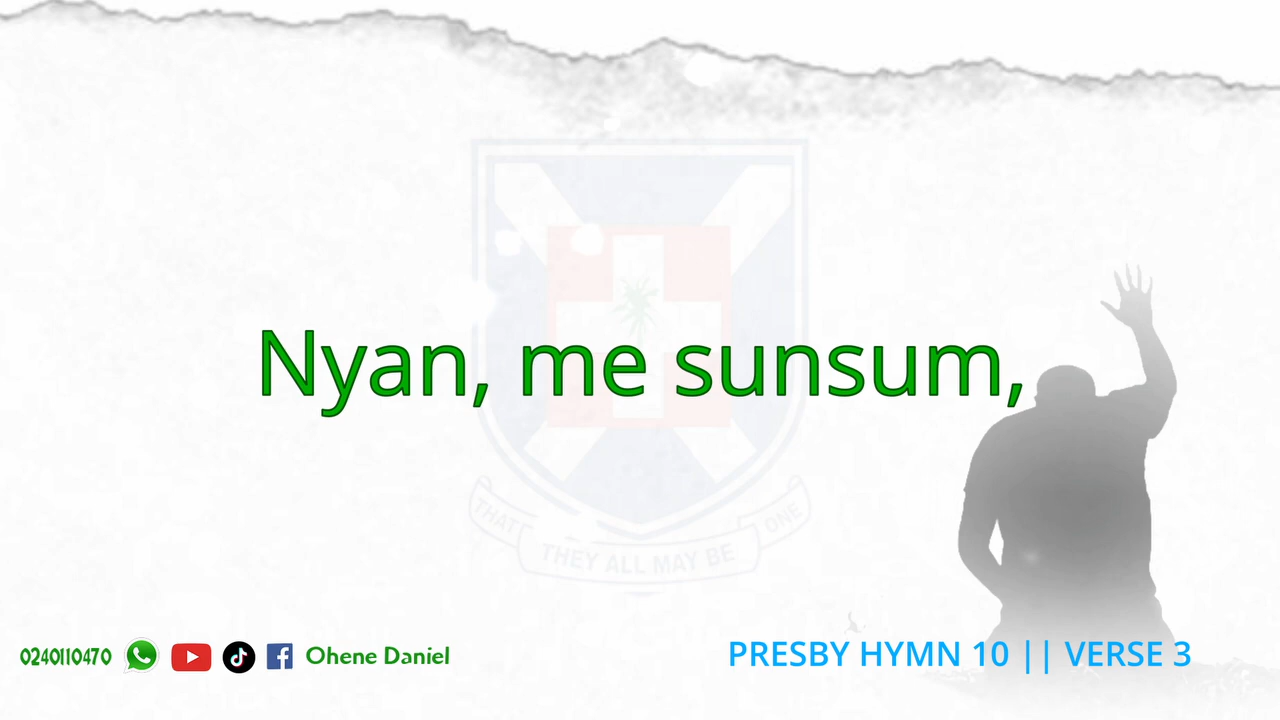 Nyan, me sunsum,
THAT THEY ALL MAY BE ONE
0240110470 Ohene Daniel
PRESBY HYMN 10 || VERSE 3